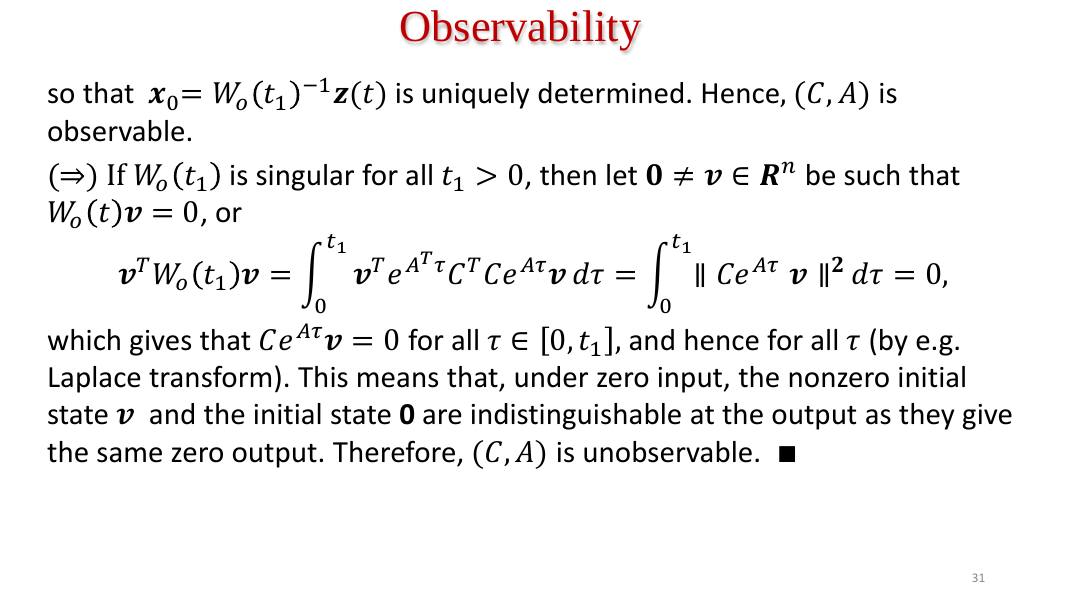 Observability
so that 𝒙₀= 𝑊ₒ(𝑡₁)⁻¹𝒛(𝑡) is uniquely determined. Hence, (𝐶, 𝐴) is
observable.
(⇒) If 𝑊ₒ(𝑡₁) is singular for all 𝑡₁ > 0, then let 𝟎 ≠ 𝒗 ∈ 𝑹ⁿ be such that
𝑊ₒ(𝑡)𝒗 = 0, or
𝒗ᵀ𝑊ₒ(𝑡₁)𝒗 = ∫₀^{𝑡₁} 𝒗ᵀ𝑒^{𝐴ᵀ𝜏}𝐶ᵀ𝐶𝑒^{𝐴𝜏}𝒗 𝑑𝜏 = ∫₀^{𝑡₁} ∥ 𝐶𝑒^{𝐴𝜏} 𝒗 ∥² 𝑑𝜏 = 0,
which gives that 𝐶𝑒^{𝐴𝜏}𝒗 = 0 for all 𝜏 ∈ [0, 𝑡₁], and hence for all 𝜏 (by e.g.
Laplace transform). This means that, under zero input, the nonzero initial
state 𝒗 and the initial state 0 are indistinguishable at the output as they give
the same zero output. Therefore, (𝐶, 𝐴) is unobservable. ■
31